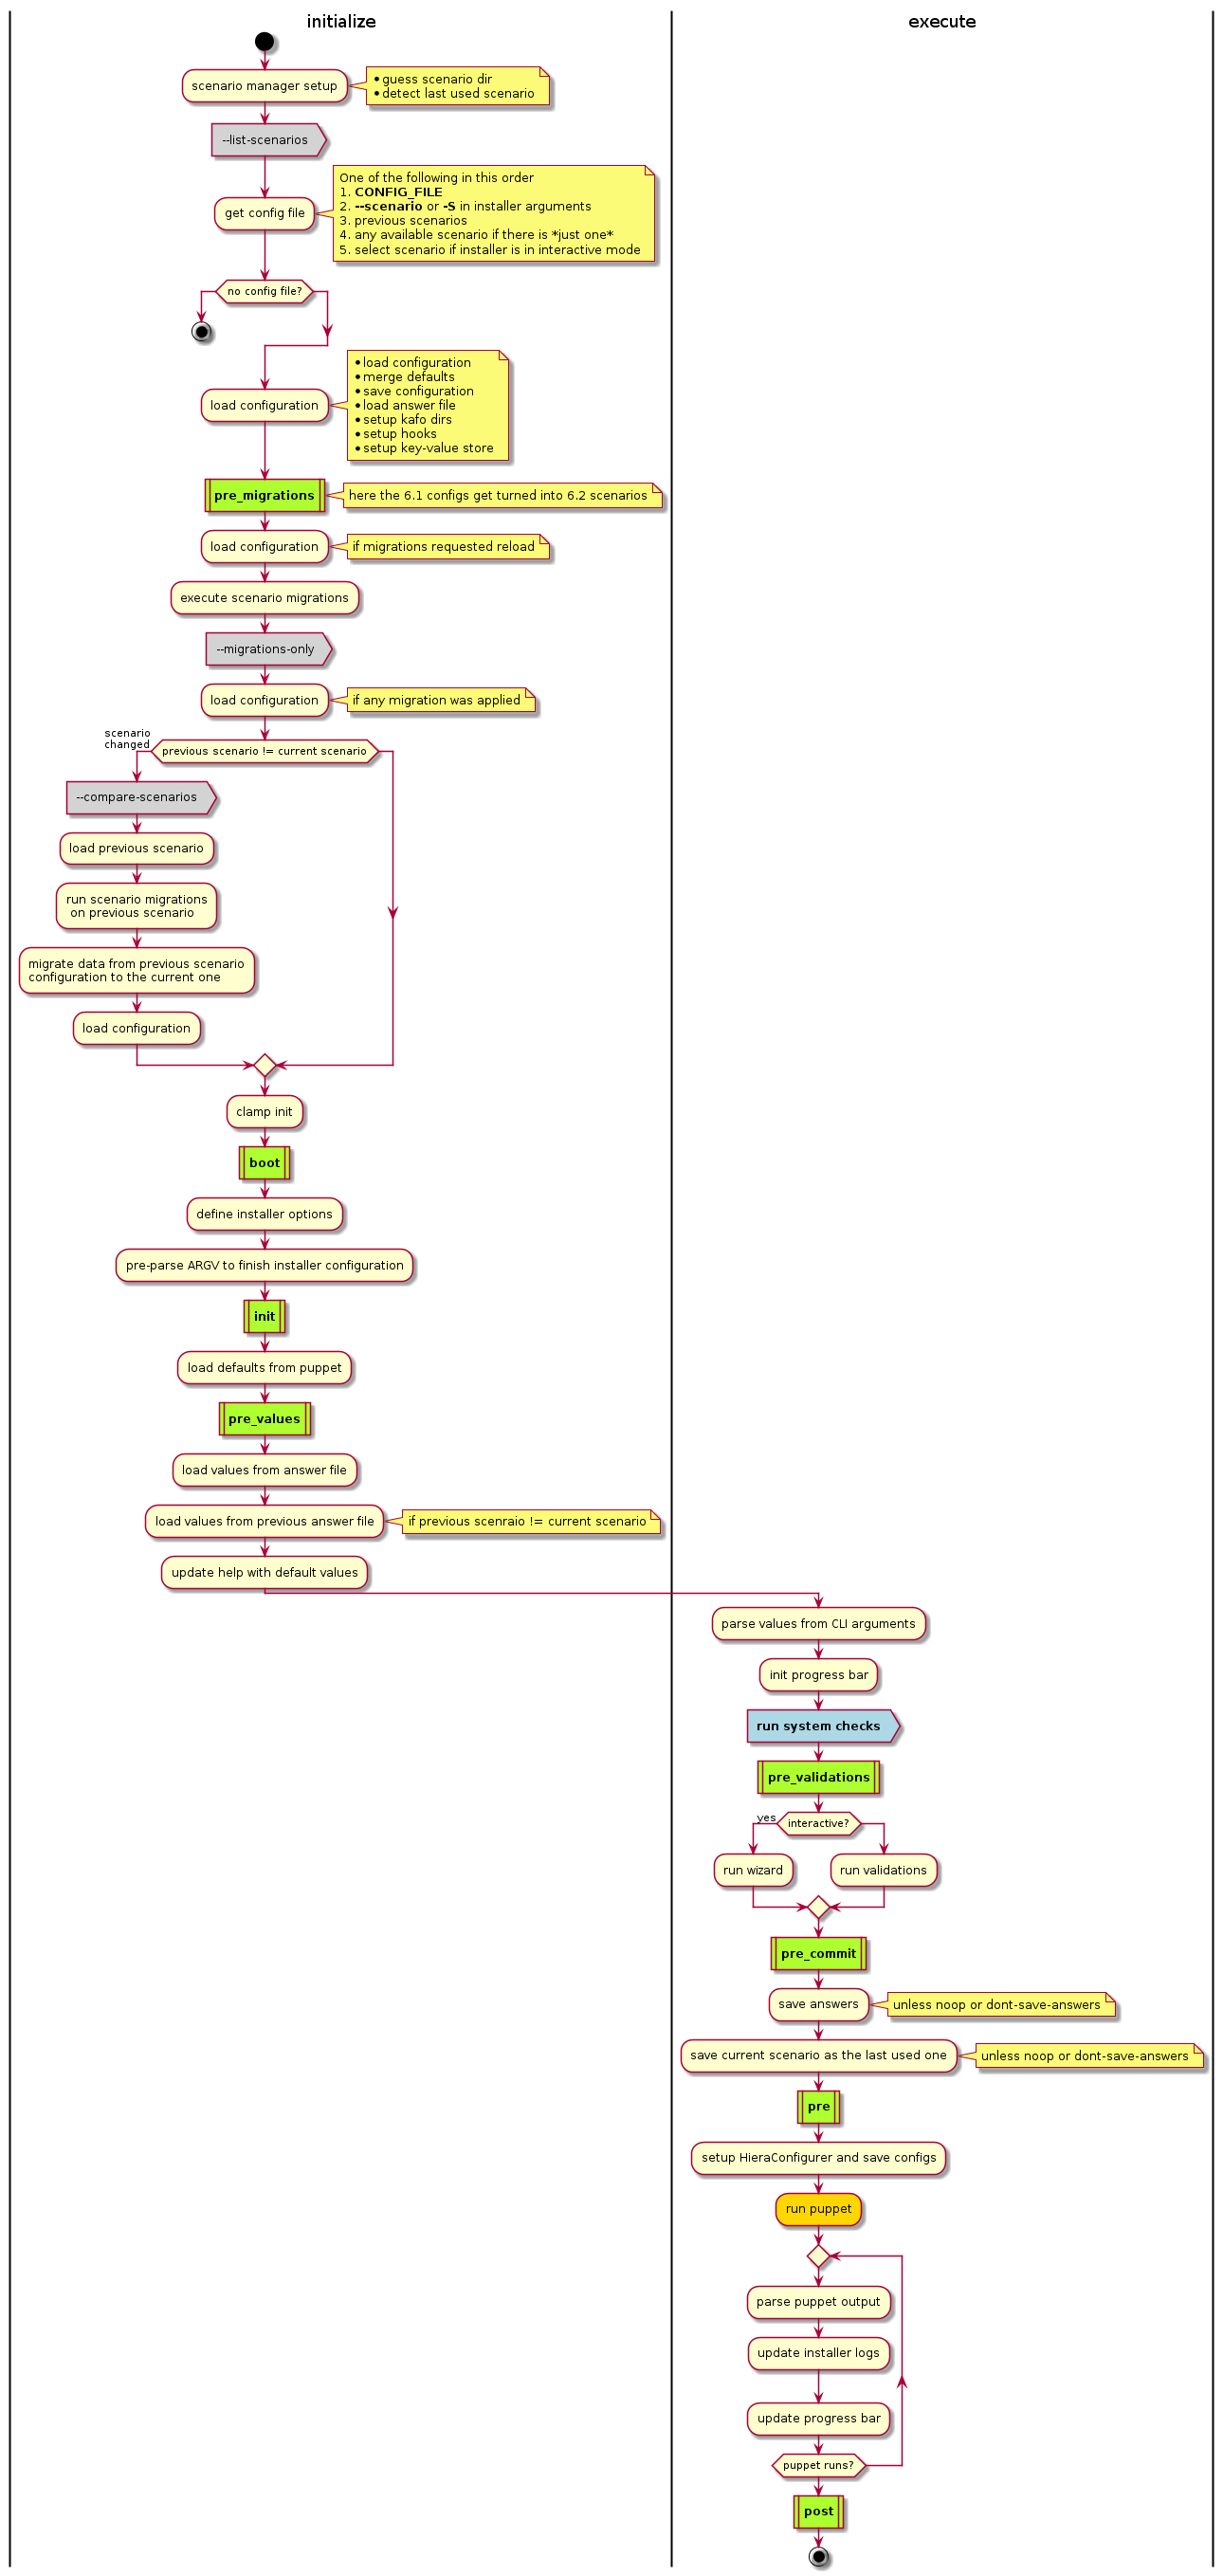 initialize
execute
scenario manager setup
• guess scenario dir
• detect last used scenario
--list-scenarios
get config file
One of the following in this order
1. CONFIG_FILE
2. --scenario or -S in installer arguments
3. previous scenarios
4. any available scenario if there is *just one*
5. select scenario if installer is in interactive mode
no config file?
load configuration
• load configuration
• merge defaults
• save configuration
• load answer file
• setup kafo dirs
• setup hooks
• setup key-value store
pre_migrations
here the 6.1 configs get turned into 6.2 scenarios
load configuration
if migrations requested reload
execute scenario migrations
--migrations-only
load configuration
if any migration was applied
scenario
changed
previous scenario != current scenario
--compare-scenarios
load previous scenario
run scenario migrations
on previous scenario
migrate data from previous scenario
configuration to the current one
load configuration
clamp init
boot
define installer options
pre-parse ARGV to finish installer configuration
init
load defaults from puppet
pre_values
load values from answer file
load values from previous answer file
if previous scenraio != current scenario
update help with default values
parse values from CLI arguments
init progress bar
run system checks
pre_validations
yes
interactive?
run wizard
run validations
pre_commit
save answers
unless noop or dont-save-answers
save current scenario as the last used one
unless noop or dont-save-answers
pre
setup HieraConfigurer and save configs
run puppet
parse puppet output
update installer logs
update progress bar
puppet runs?
post